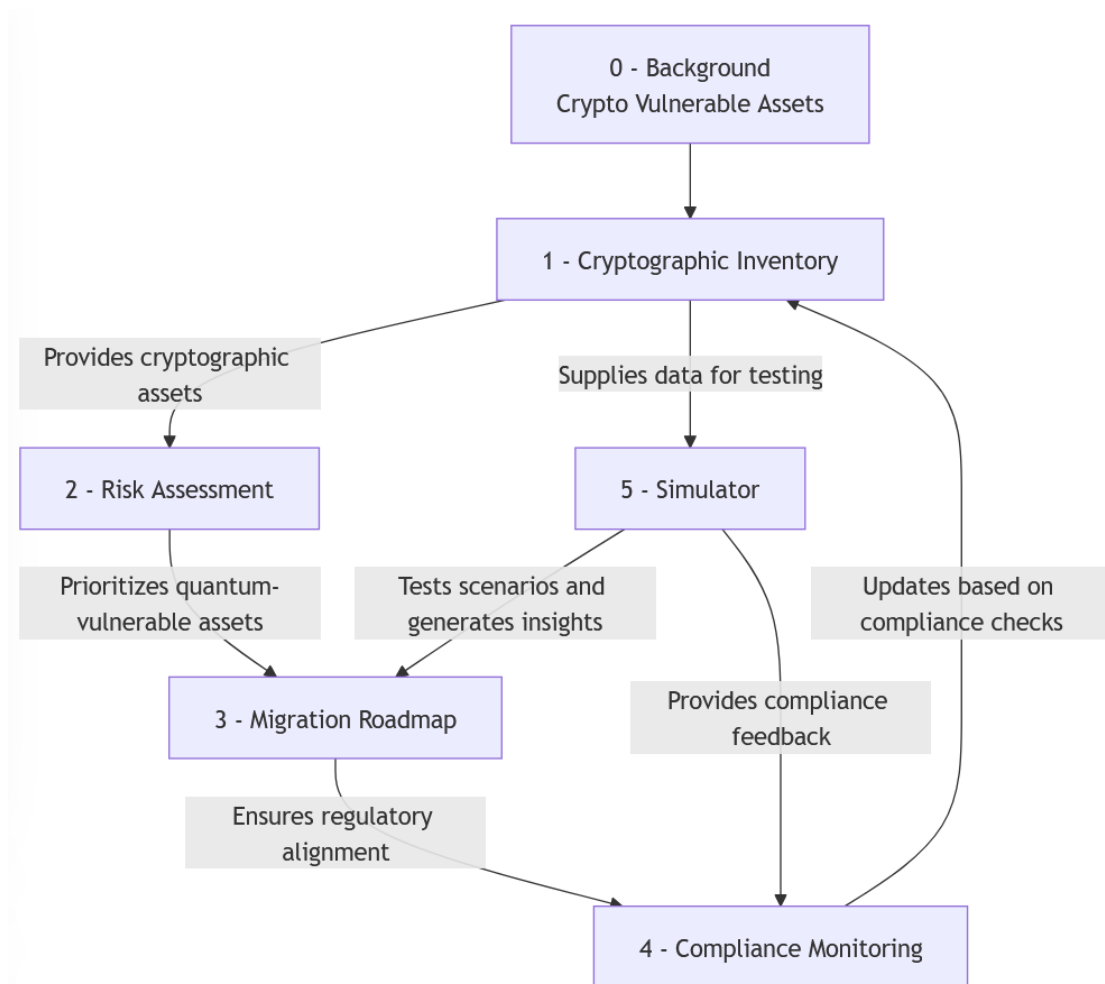 0 - Background
Crypto Vulnerable Assets
1 - Cryptographic Inventory
Provides cryptographic
assets
Supplies data for testing
2 - Risk Assessment
5 - Simulator
Prioritizes quantum-
vulnerable assets
Tests scenarios and
generates insights
Updates based on
compliance checks
3 - Migration Roadmap
Provides compliance
feedback
Ensures regulatory
alignment
4 - Compliance Monitoring